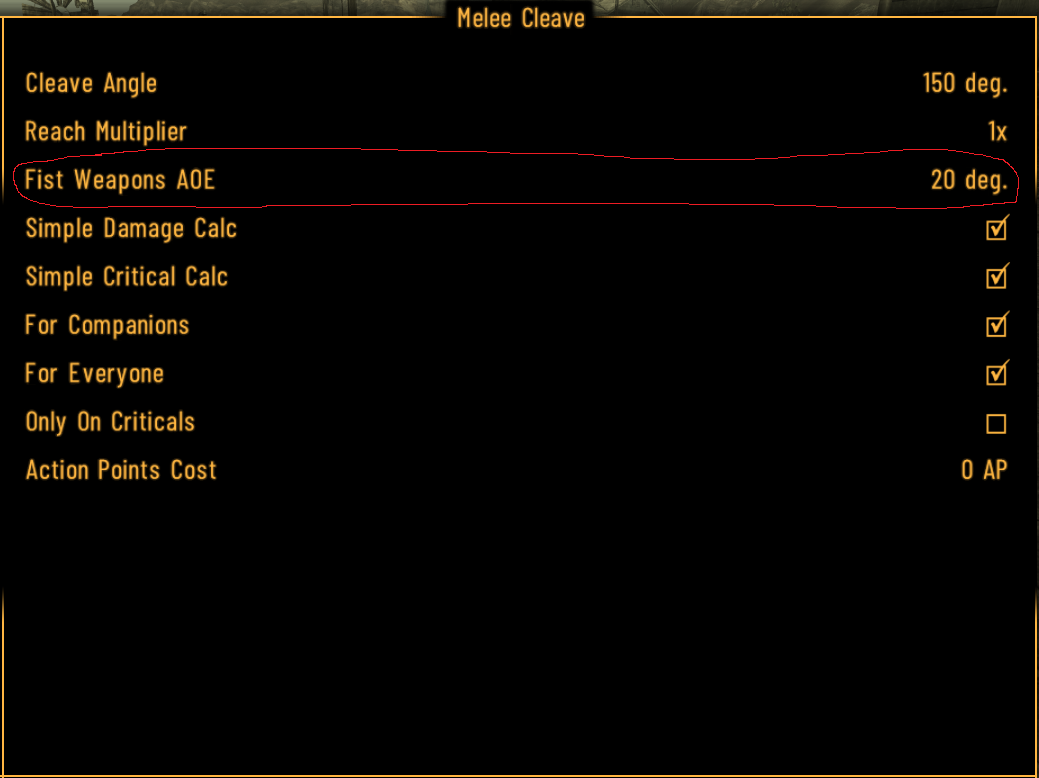 Melee Cleave
Cleave Angle 150 deg.
Reach Multiplier 1x
Fist Weapons AOE 20 deg.
Simple Damage Calc
Simple Critical Calc
For Companions
For Everyone
Only On Criticals
Action Points Cost 0 AP